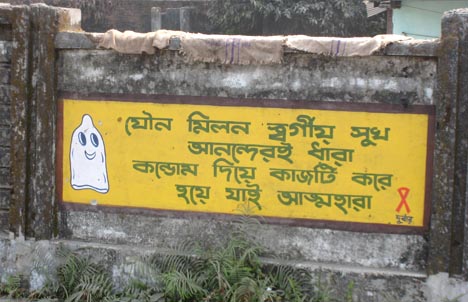 যৌন মিলন স্বর্গীয় সুখ
আনন্দেরই ধারা
কন্ডোম দিয়ে কাজটি করে
হয়ে যাই আত্মহারা
দুর্বার